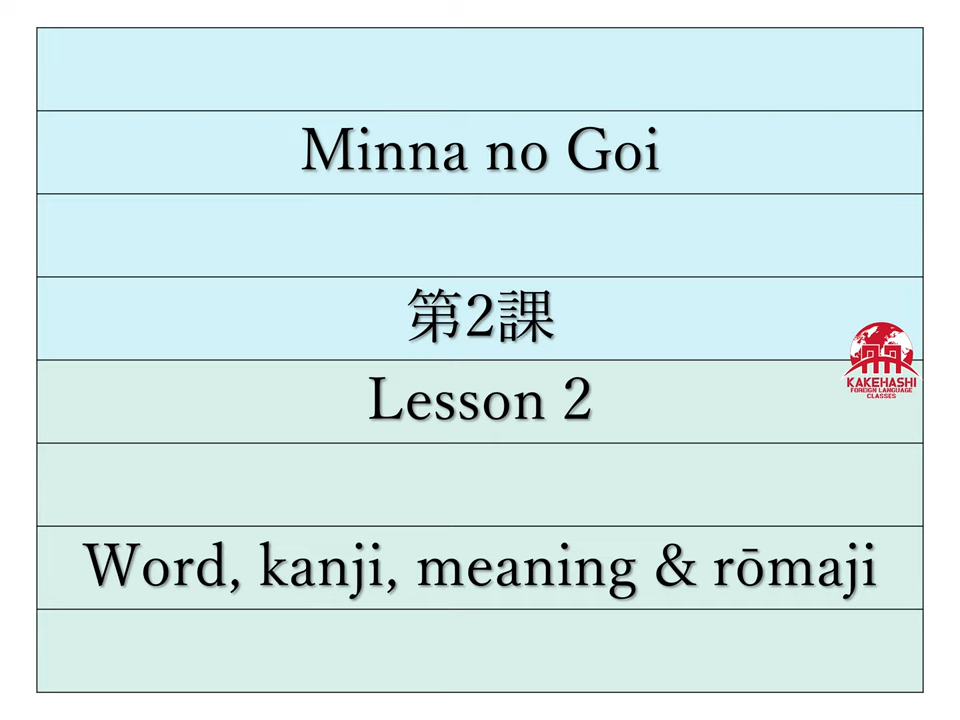 Minna no Goi
第2課
Lesson 2
Word, kanji, meaning & rōmaji
KAKEHASHI
FOREIGN LANGUAGE
CLASSES